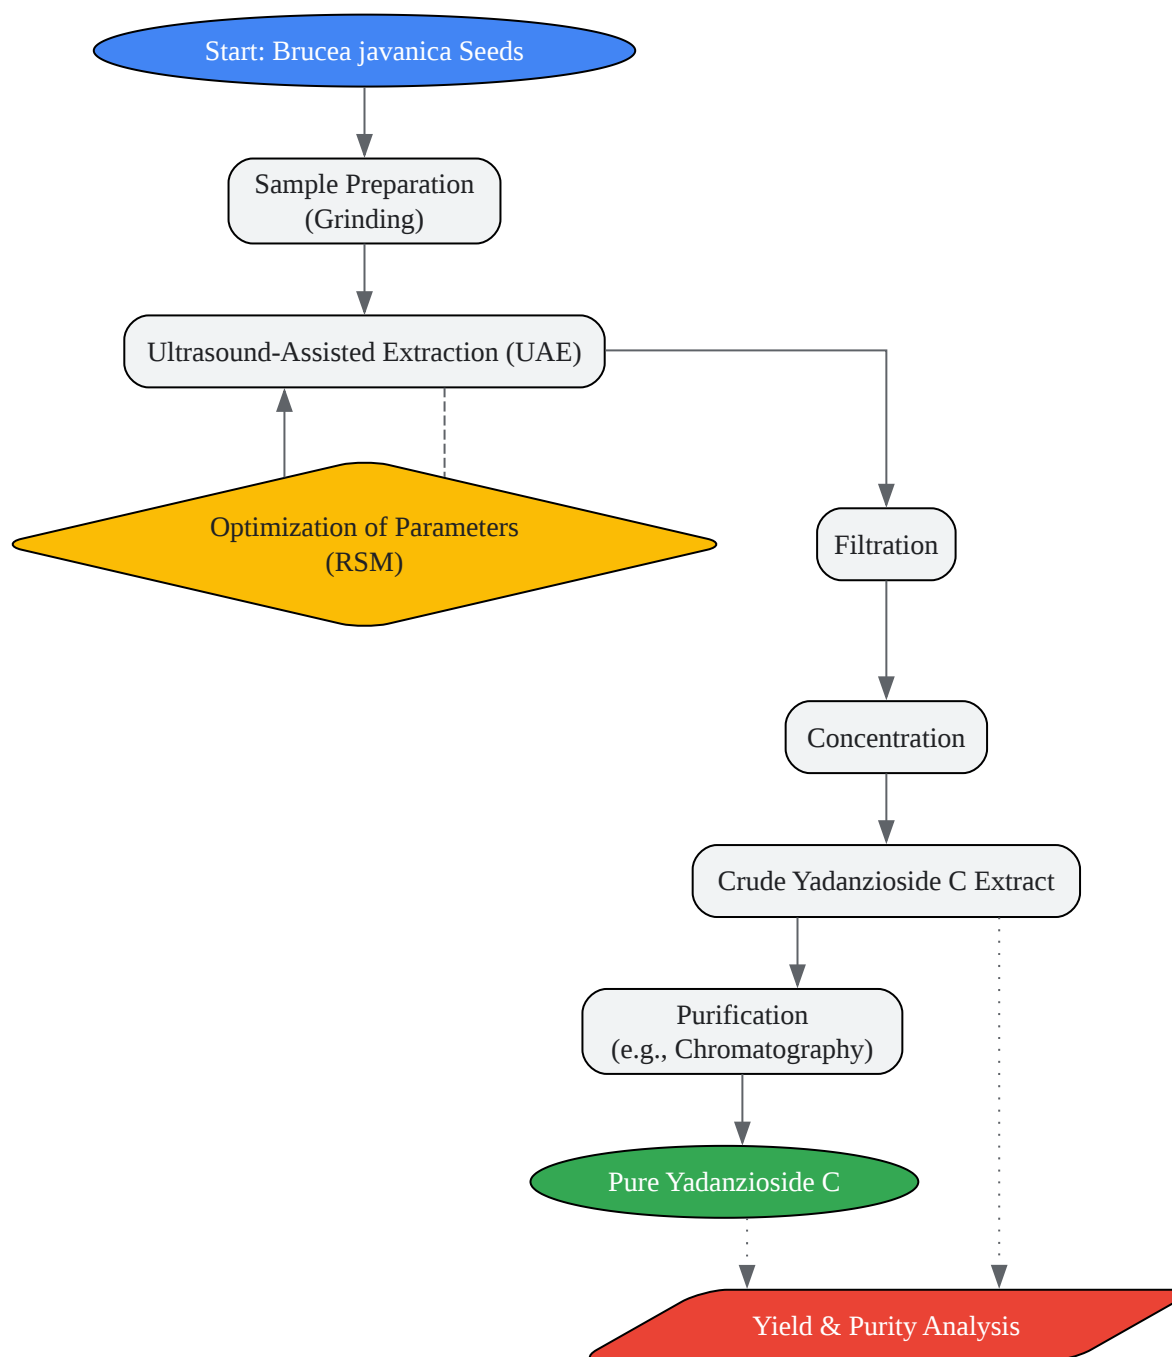 Start: Brucea javanica Seeds
Sample Preparation
(Grinding)
Ultrasound-Assisted Extraction (UAE)
Optimization of Parameters
(RSM)
Filtration
Concentration
Crude Yadanzioside C Extract
Purification
(e.g., Chromatography)
Pure Yadanzioside C
Yield & Purity Analysis